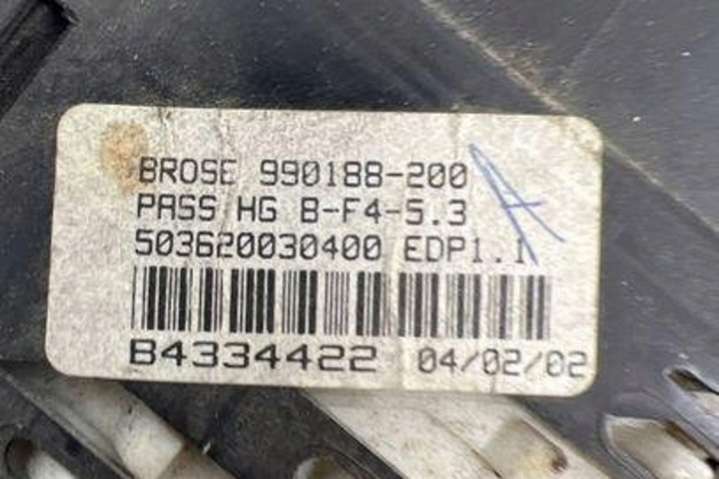 BROSE 990188-200
PASS HG B-F4-5.3
503620030400 EDP1.1
B4334422 04/02/02
A